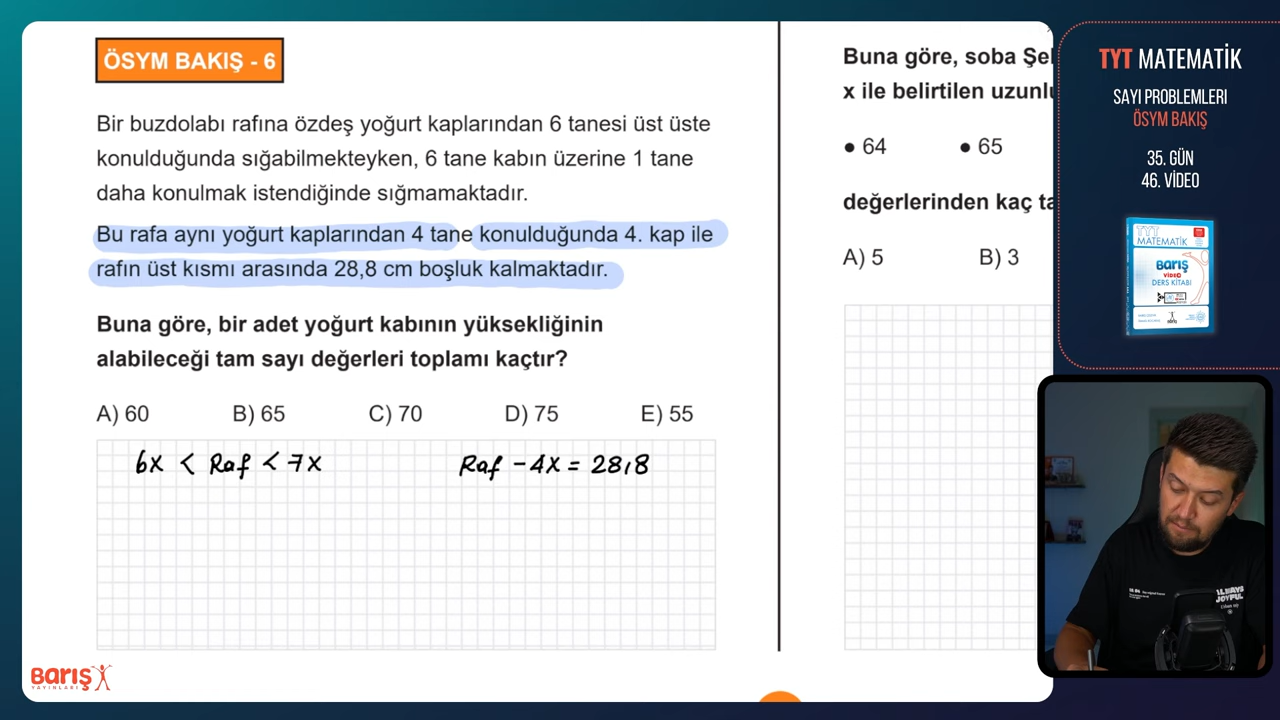 ÖSYM BAKIŞ - 6
Bir buzdolabı rafına özdeş yoğurt kaplarından 6 tanesi üst üste
konulduğunda sığabilmekteyken, 6 tane kabın üzerine 1 tane
daha konulmak istendiğinde sığmamaktadır.
Bu rafa aynı yoğurt kaplarından 4 tane konulduğunda 4. kap ile
rafın üst kısmı arasında 28,8 cm boşluk kalmaktadır.
Buna göre, bir adet yoğurt kabının yüksekliğinin
alabileceği tam sayı değerleri toplamı kaçtır?
A) 60 B) 65 C) 70 D) 75 E) 55
6x < Raf < 7x Raf - 4x = 28,8
BARIŞ
YAYINLARI
Buna göre, soba Şe
x ile belirtilen uzunl
• 64 • 65
değerlerinden kaç ta
A) 5 B) 3
TYT MATEMATİK
SAYI PROBLEMLERI
ÖSYM BAKIŞ
35. GÜN
46. VİDEO
TYT
MATEMATİK
BARIŞ
VİDEO
DERS KİTABI
ALWAYS
JOYFUL